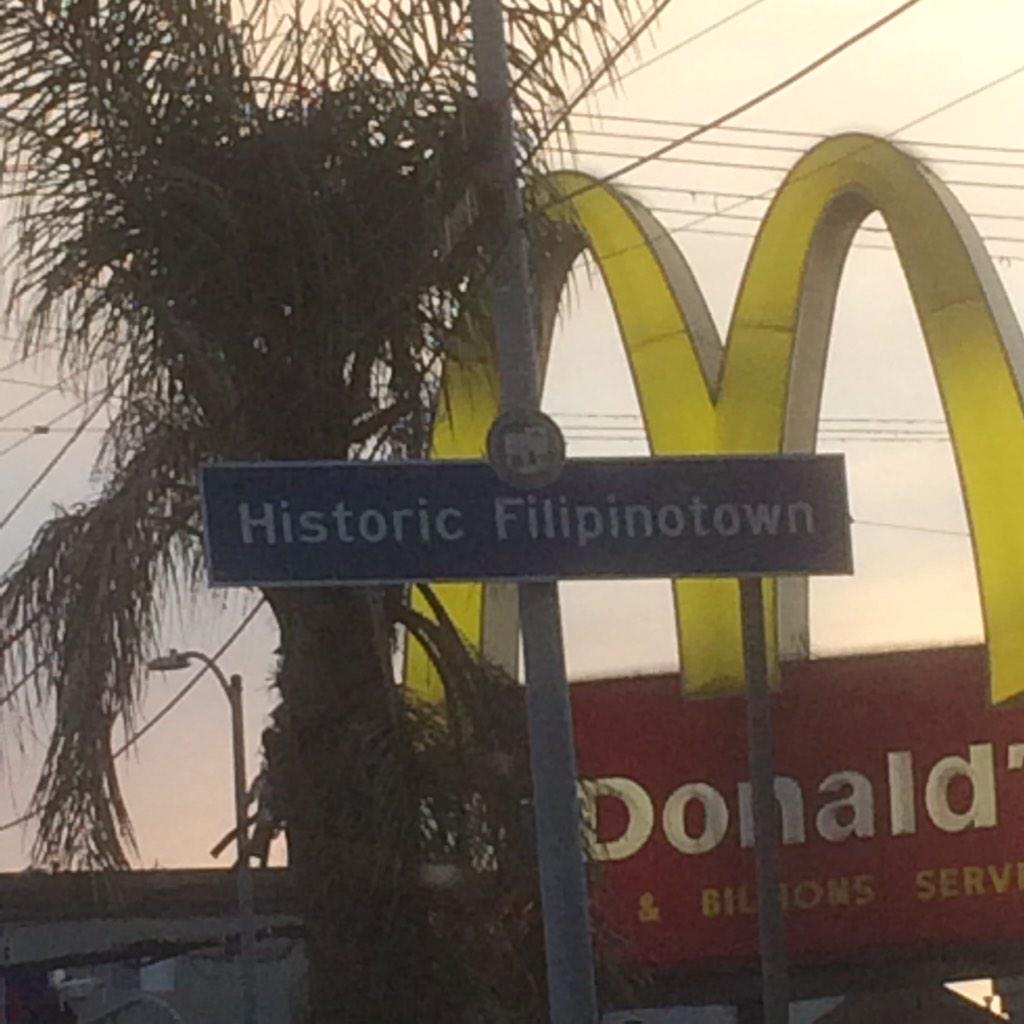 Historic Filipinotown
Donald'
& BILLIONS SERV